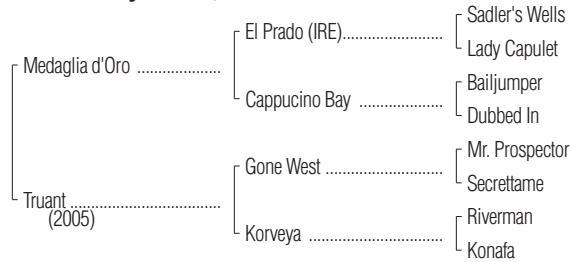 Sadler's Wells
El Prado (IRE)....................
Lady Capulet
Medaglia d'Oro ....................
Bailjumper
Cappucino Bay ....................
Dubbed In
Mr. Prospector
Gone West ........................
Secrettame
Truant ....................................
(2005)
Riverman
Korveya ............................
Konafa